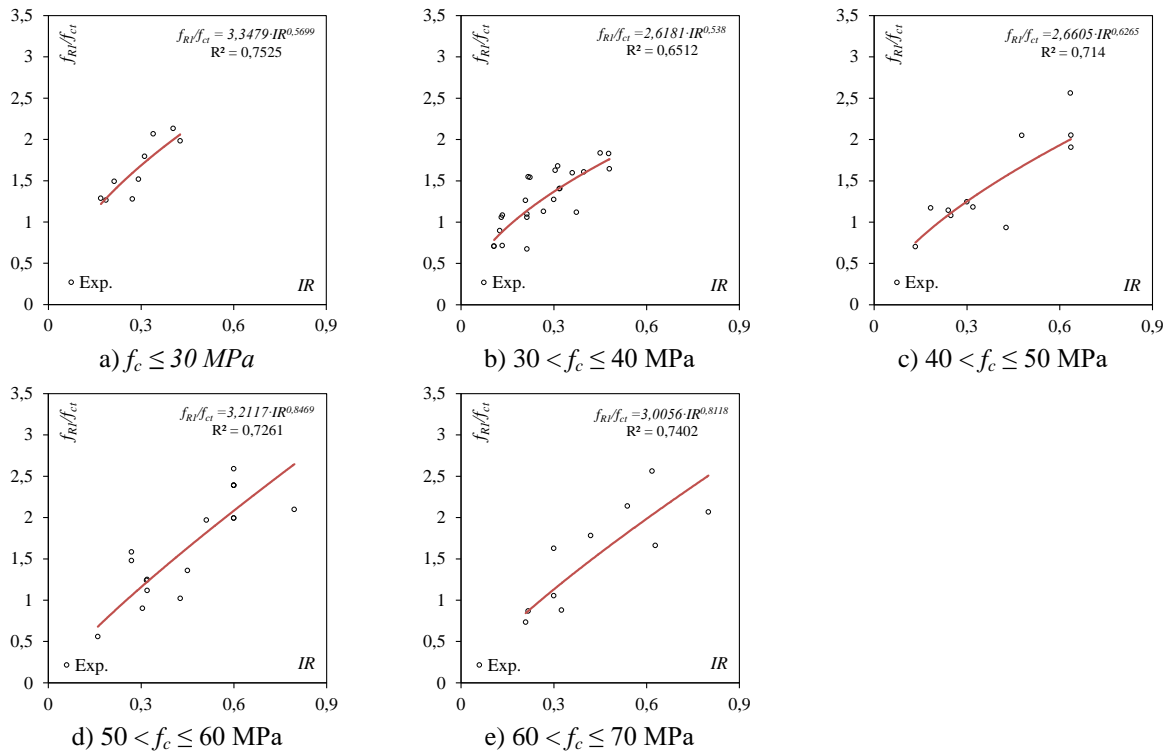 3,5
3
2,5
2
1,5
1
0,5
0
0
0,3
0,6
0,9
f_R1/f_ct
f_R1/f_ct = 3,3479·IR^0,5699
R² = 0,7525
Exp.
IR
a) f_c ≤ 30 MPa
3,5
3
2,5
2
1,5
1
0,5
0
0
0,3
0,6
0,9
f_R1/f_ct
f_R1/f_ct =2,6181·IR^0,538
R² = 0,6512
Exp.
IR
b) 30 < f_c ≤ 40 MPa
3,5
3
2,5
2
1,5
1
0,5
0
0
0,3
0,6
0,9
f_R1/f_ct
f_R1/f_ct =2,6605·IR^0,6265
R² = 0,714
Exp.
IR
c) 40 < f_c ≤ 50 MPa
3,5
3
2,5
2
1,5
1
0,5
0
0
0,3
0,6
0,9
f_R1/f_ct
f_R1/f_ct =3,2117·IR^0,8469
R² = 0,7261
Exp.
IR
d) 50 < f_c ≤ 60 MPa
3,5
3
2,5
2
1,5
1
0,5
0
0
0,3
0,6
0,9
f_R1/f_ct
f_R1/f_ct =3,0056·IR^0,8118
R² = 0,7402
Exp.
IR
e) 60 < f_c ≤ 70 MPa